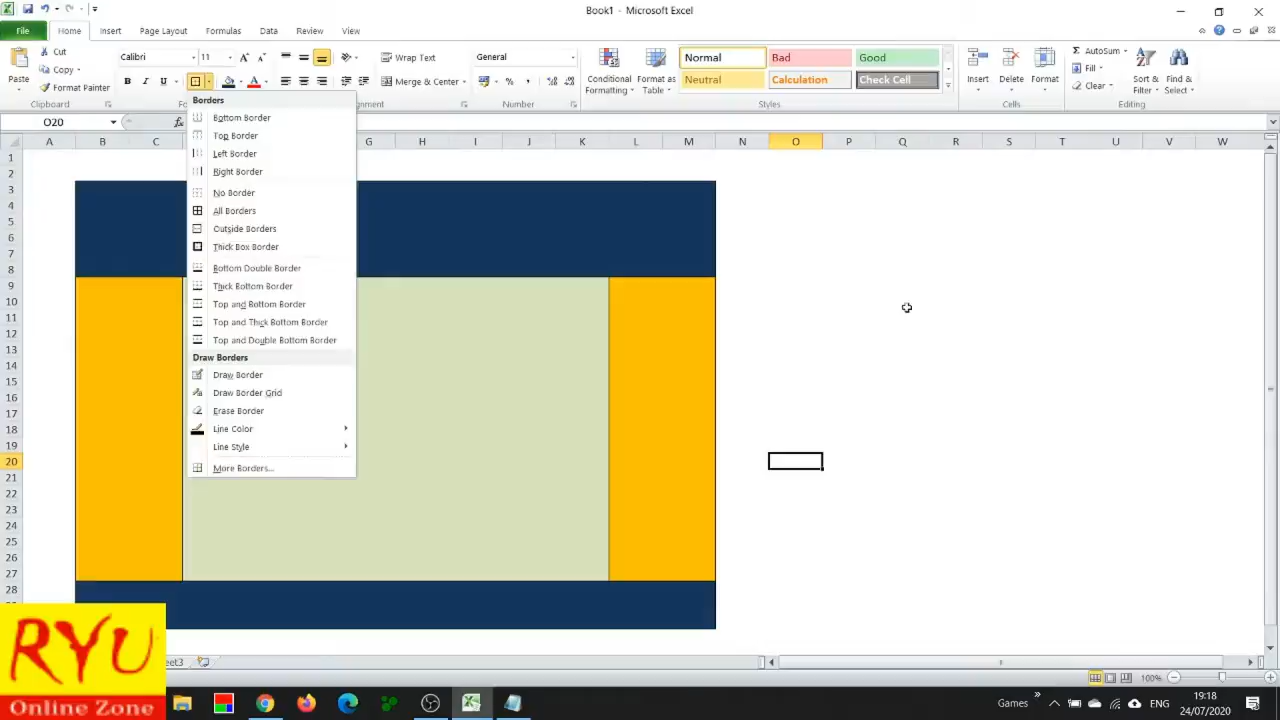 Book1 - Microsoft Excel
File Home Insert Page Layout Formulas Data Review View
Paste
Cut
Copy
Format Painter
Clipboard
Calibri 11
B I U A
Wrap Text
Merge & Center
General
% ,
Number
Conditional
Formatting
Format as
Table
Normal Bad Good
Neutral Calculation Check Cell
Styles
Insert Delete Format
Cells
AutoSum
Fill
Clear
Sort &
Filter
Find &
Select
Editing
O20 fx
A B C G H I J K L M N O P Q R S T U V W
1
2
3
4
5
6
7
8
9
10
11
12
13
14
15
16
17
18
19
20
21
22
23
24
25
26
27
28
Borders
Bottom Border
Top Border
Left Border
Right Border
No Border
All Borders
Outside Borders
Thick Box Border
Bottom Double Border
Thick Bottom Border
Top and Bottom Border
Top and Thick Bottom Border
Top and Double Bottom Border
Draw Borders
Draw Border
Draw Border Grid
Erase Border
Line Color
Line Style
More Borders...
RYU
Online Zone
100%
Games
ENG
19:18
24/07/2020